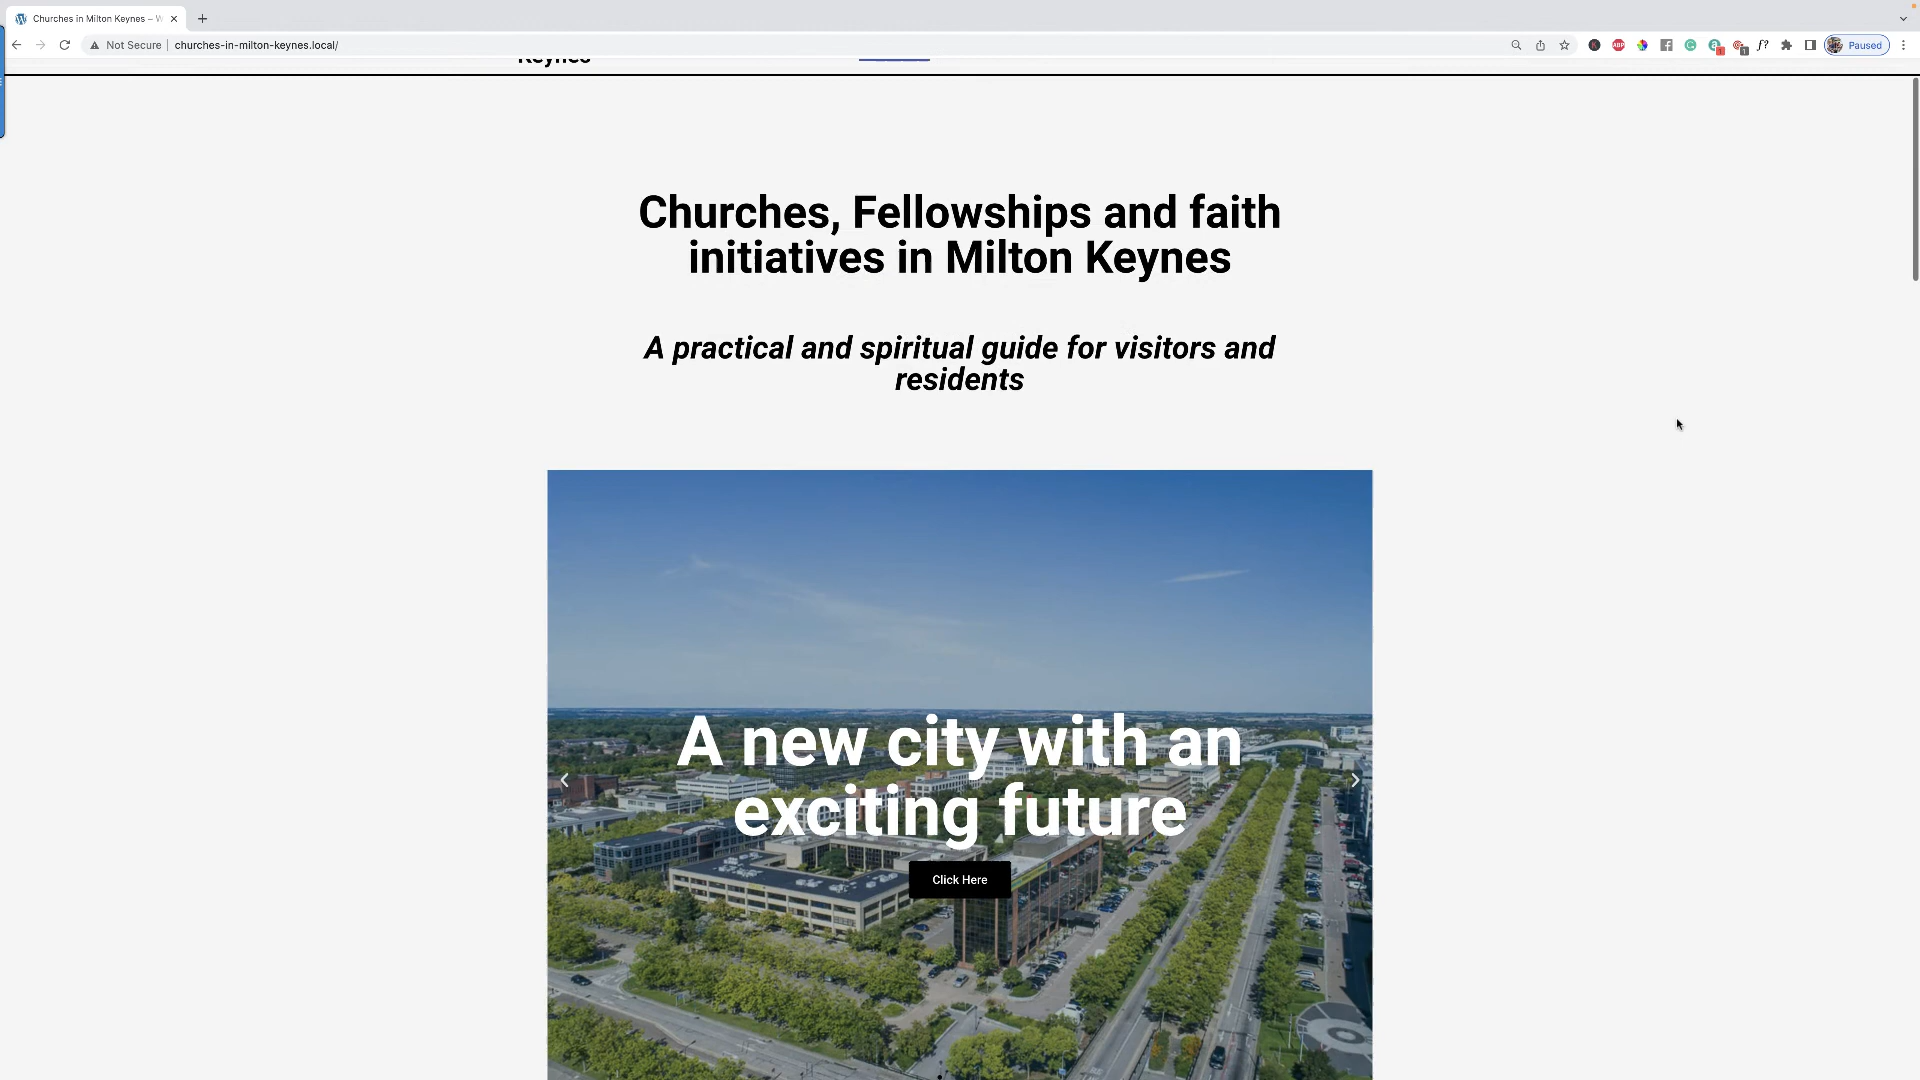 Churches in Milton Keynes – W
Not Secure
churches-in-milton-keynes.local/
ABP
f?
Paused
Keynes
Churches, Fellowships and faith
initiatives in Milton Keynes
A practical and spiritual guide for visitors and
residents
A new city with an
exciting future
Click Here